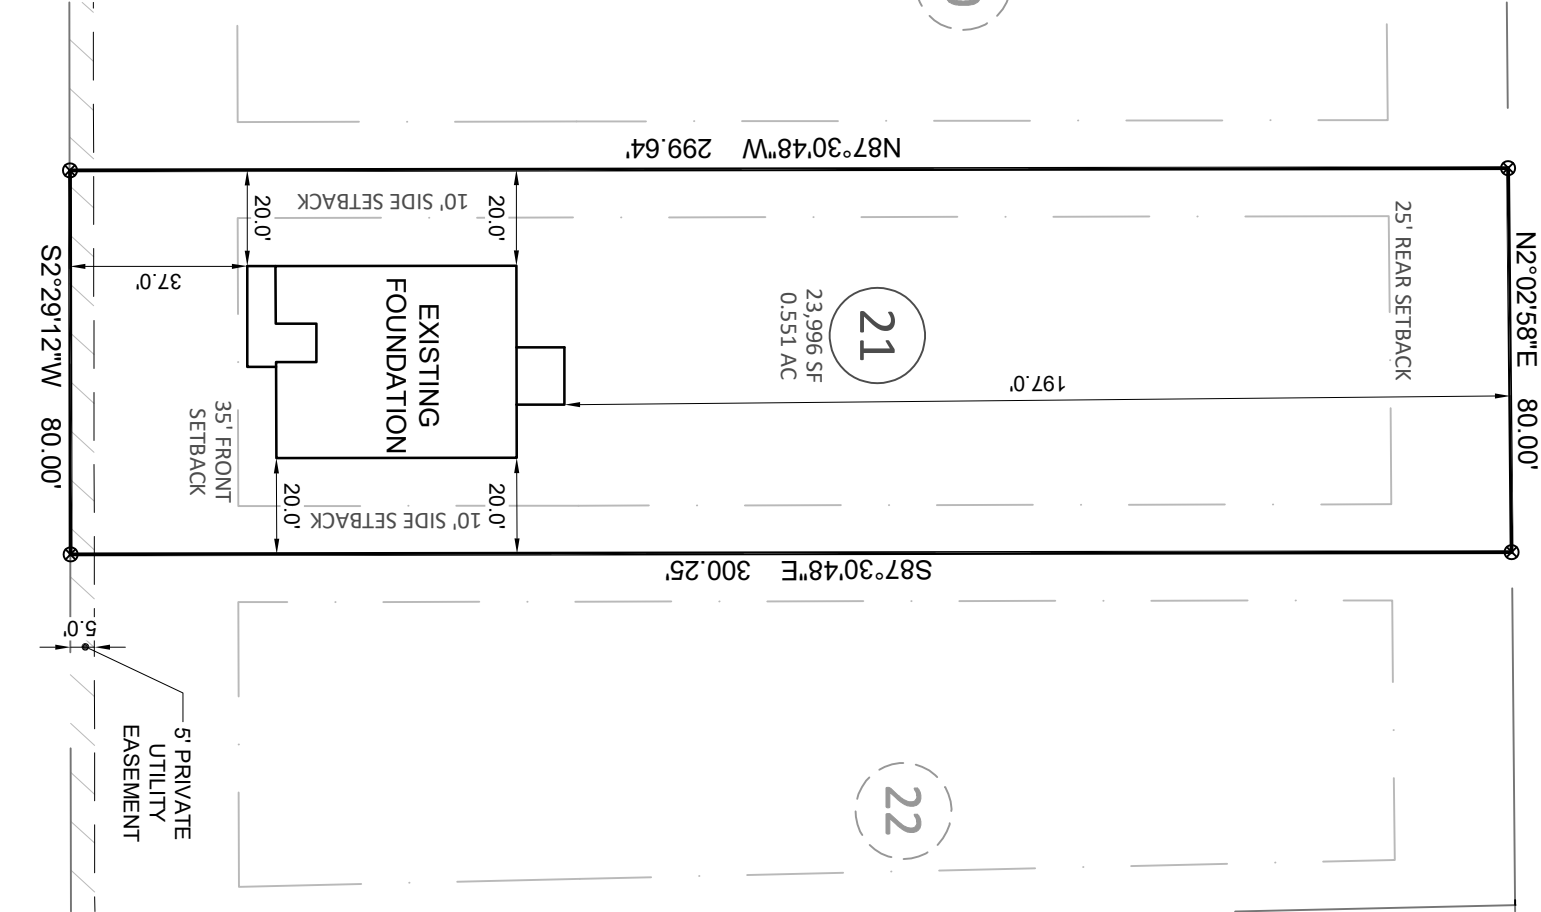 N87°30'48"W 299.64'
10' SIDE SETBACK
20.0'
20.0'
37.0'
S2°29'12"W 80.00'
EXISTING
FOUNDATION
35' FRONT
SETBACK
21
23,996 SF
0.551 AC
197.0'
25' REAR SETBACK
N2°02'58"E 80.00'
20.0'
20.0'
10' SIDE SETBACK
S87°30'48"E 300.25'
5.0'
5' PRIVATE
UTILITY
EASEMENT
22